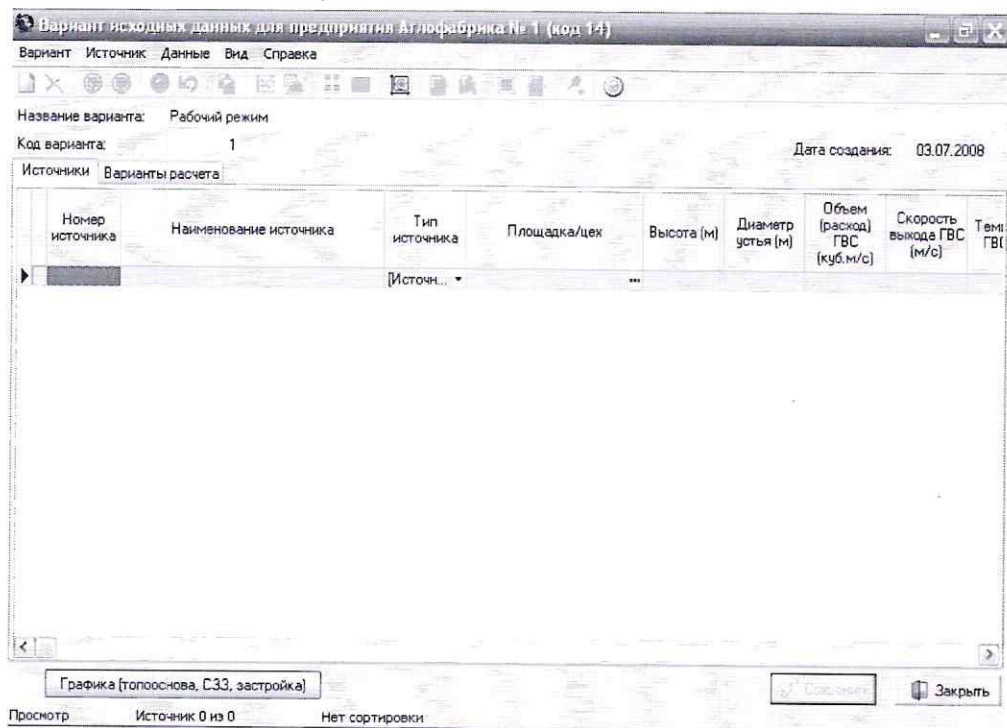 Вариант исходных данных для предприятия Аглофабрика № 1 (код 14)
Вариант Источник Данные Вид Справка
Название варианта: Рабочий режим
Код варианта: 1
Дата создания: 03.07.2008
Источники Варианты расчета
Номер источника Наименование источника Тип источника Площадка/цех Высота (м) Диаметр устья (м) Объем (расход) ГВС (куб.м/с) Скорость выхода ГВС (м/с) Тем ГВС
[Источн... ...
Графика (топооснова, СЗЗ, застройка) Сохранить Закрыть
Просмотр Источник 0 из 0 Нет сортировки